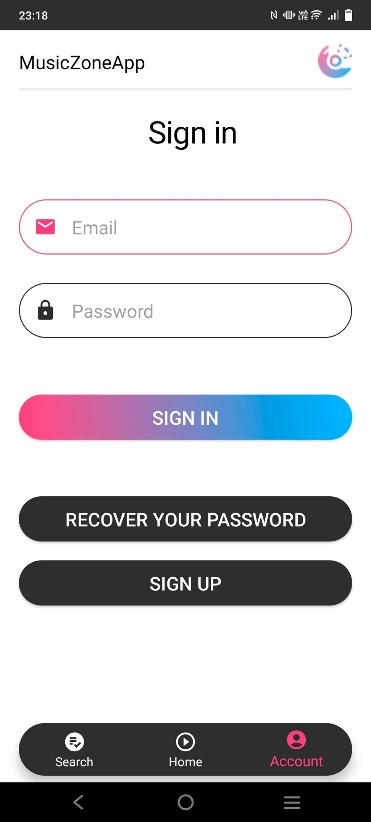 23:18
MusicZoneApp
Sign in
Email
Password
SIGN IN
RECOVER YOUR PASSWORD
SIGN UP
Search
Home
Account